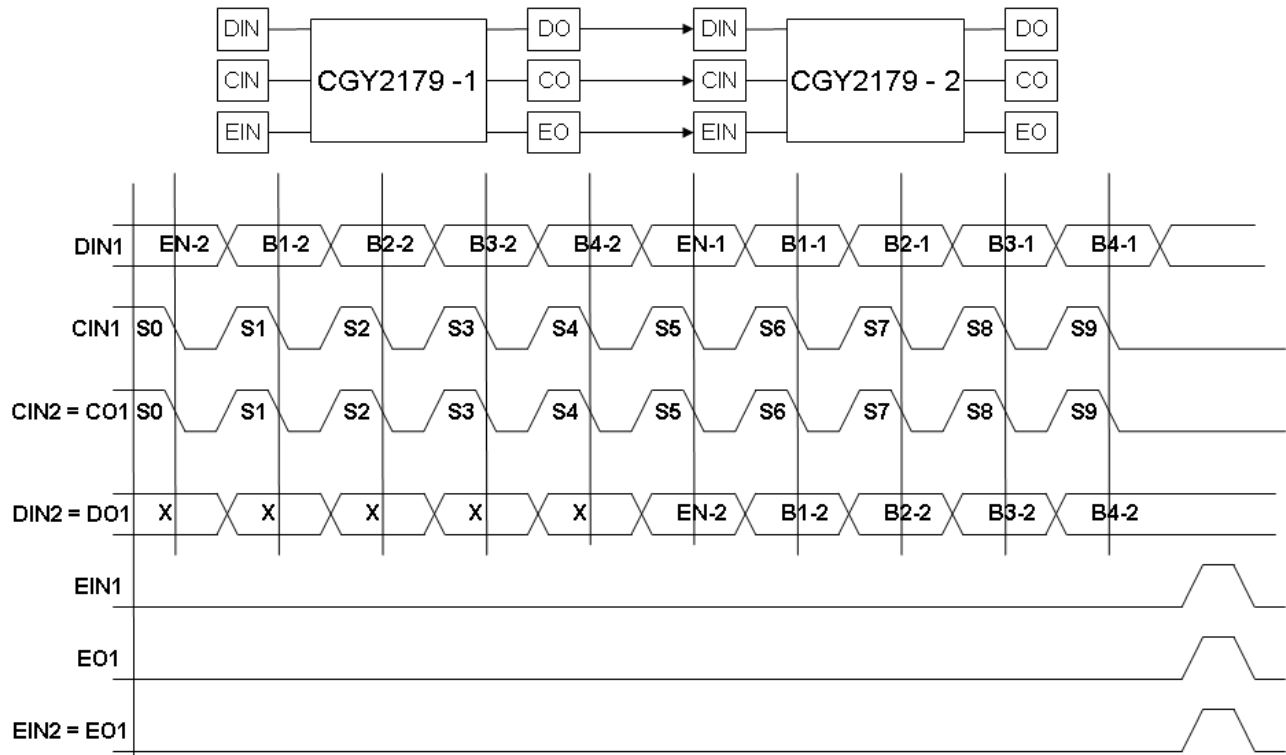 DIN DO DIN DO
CIN CGY2179 -1 CO CIN CGY2179 - 2 CO
EIN EO EIN EO
DIN1 EN-2 B1-2 B2-2 B3-2 B4-2 EN-1 B1-1 B2-1 B3-1 B4-1
CIN1 S0 S1 S2 S3 S4 S5 S6 S7 S8 S9
CIN2 = CO1 S0 S1 S2 S3 S4 S5 S6 S7 S8 S9
DIN2 = DO1 X X X X X EN-2 B1-2 B2-2 B3-2 B4-2
EIN1
EO1
EIN2 = EO1